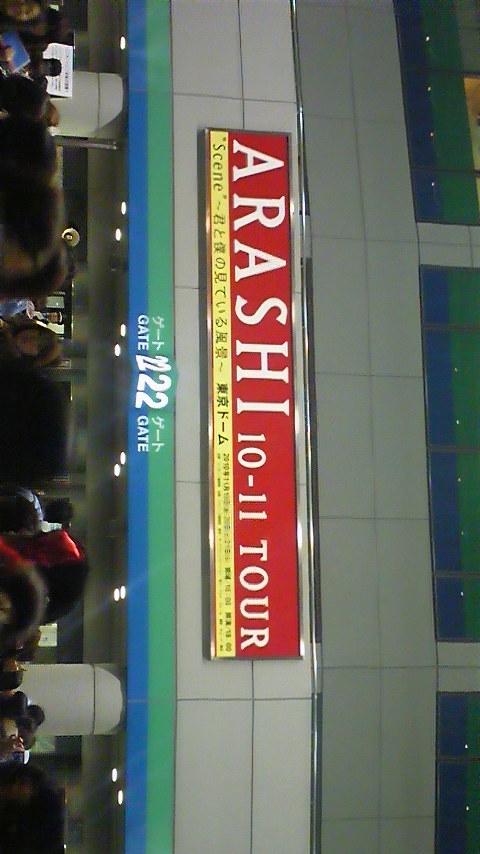 ARASHI 10-11 TOUR
"Scene"~君と僕の見ている風景~ 東京ドーム
ゲート 22 ゲート
GATE GATE